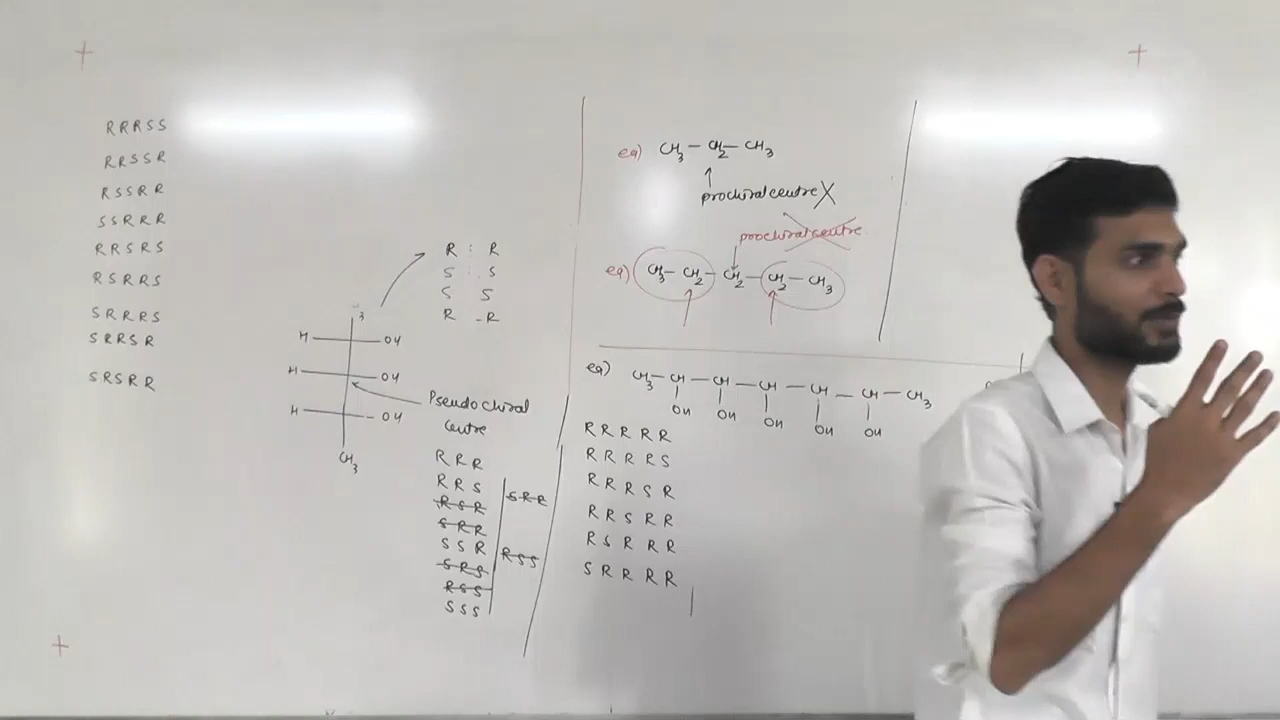 RRRSS
RRSSR
RSSRR
SSRRR
RRSRS
RSRRS
SRRRS
SRRSR
SRSRR
R : R
S : S
S S
R - R
3
H OH
H OH
H OH
CH3
Pseudochiral
centre
RRR
RRS
RSR
SRR
SSR
SRS
RSS
SSS
SRR
RSS
eg) CH3 - CH2 - CH3
prochiral centre X
prochiral centre
eg) CH3 - CH2 - CH2 - CH2 - CH3
eg) CH3 - CH - CH - CH - CH - CH - CH3
OH OH OH OH OH
RRRRR
RRRRS
RRRSR
RRSRR
RSRRR
SRRRR